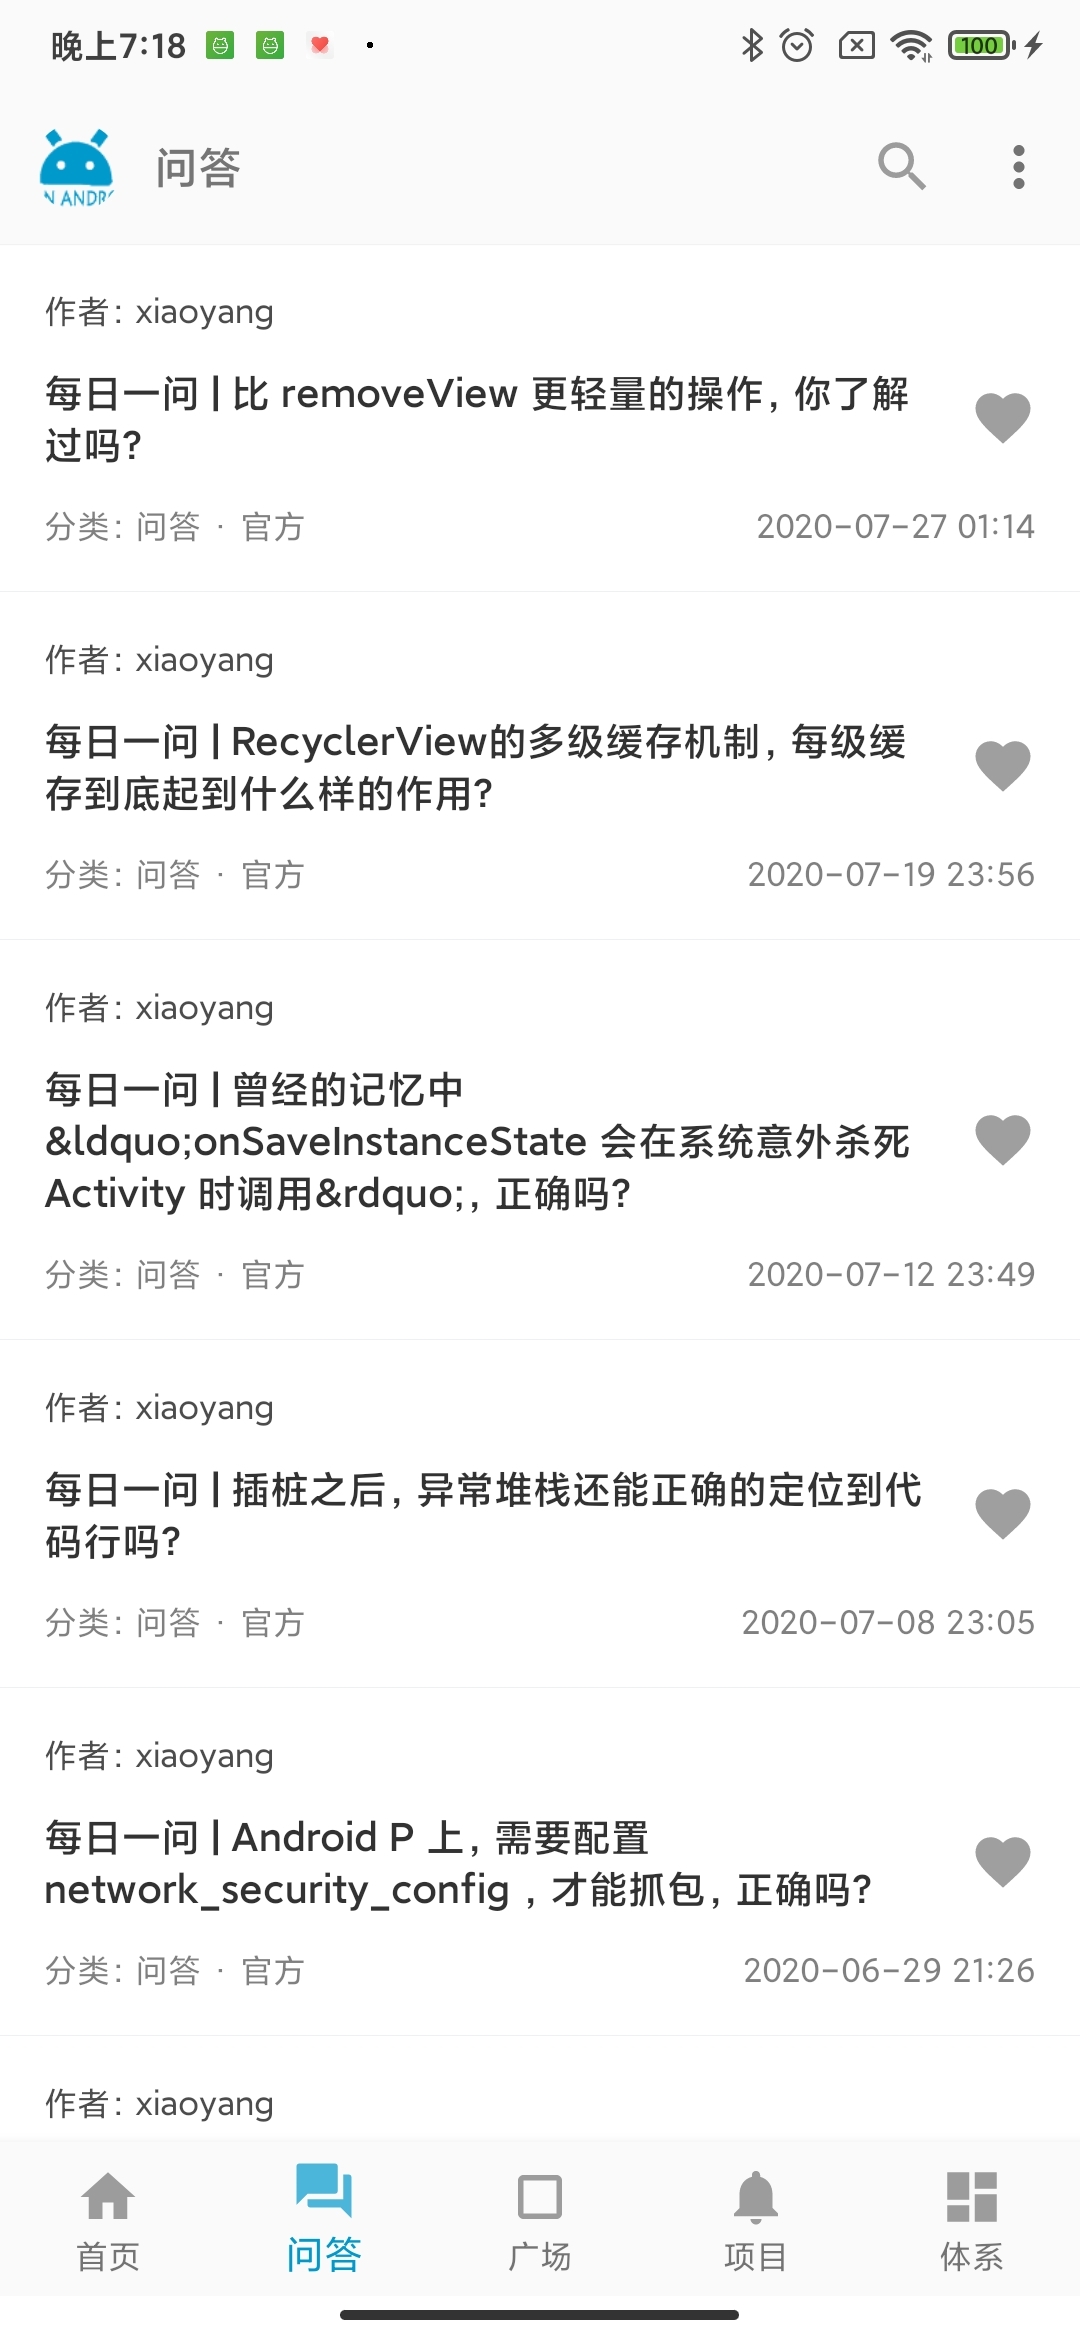 晚上7:18
100
N ANDR
问答
作者: xiaoyang
每日一问 | 比 removeView 更轻量的操作, 你了解
过吗?
分类: 问答 · 官方
2020-07-27 01:14
作者: xiaoyang
每日一问 | RecyclerView的多级缓存机制, 每级缓
存到底起到什么样的作用?
分类: 问答 · 官方
2020-07-19 23:56
作者: xiaoyang
每日一问 | 曾经的记忆中
&ldquo;onSaveInstanceState 会在系统意外杀死
Activity 时调用&rdquo;, 正确吗?
分类: 问答 · 官方
2020-07-12 23:49
作者: xiaoyang
每日一问 | 插桩之后, 异常堆栈还能正确的定位到代
码行吗?
分类: 问答 · 官方
2020-07-08 23:05
作者: xiaoyang
每日一问 | Android P 上, 需要配置
network_security_config , 才能抓包, 正确吗?
分类: 问答 · 官方
2020-06-29 21:26
作者: xiaoyang
首页
问答
广场
项目
体系